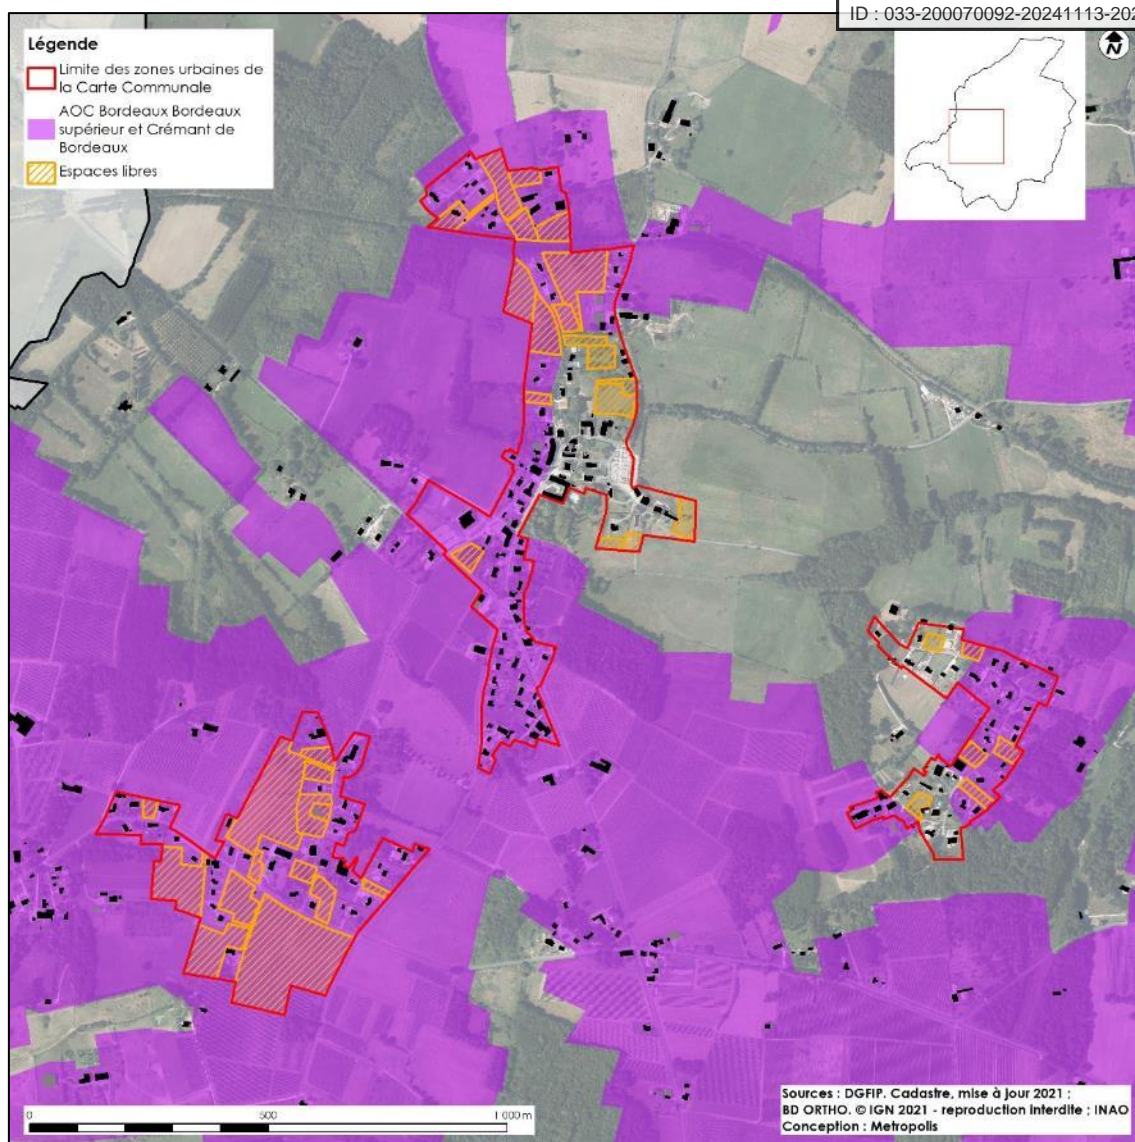 ID : 033-200070092-20241113-202
Légende
Limite des zones urbaines de
la Carte Communale
AOC Bordeaux Bordeaux
supérieur et Crémant de
Bordeaux
Espaces libres
N
0 500 1 000 m
Sources : DGFIP. Cadastre, mise à jour 2021 ;
BD ORTHO. © IGN 2021 - reproduction interdite ; INAO
Conception : Metropolis